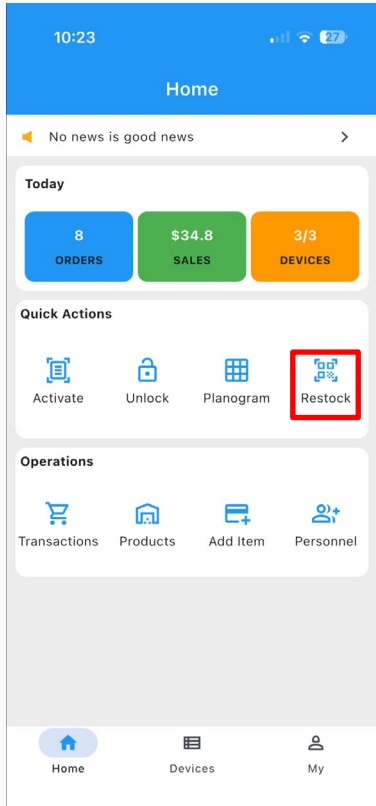 10:23
27
Home
No news is good news
Today
8
$34.8
3/3
ORDERS
SALES
DEVICES
Quick Actions
Activate
Unlock
Planogram
Restock
Operations
Transactions
Products
Add Item
Personnel
Home
Devices
My